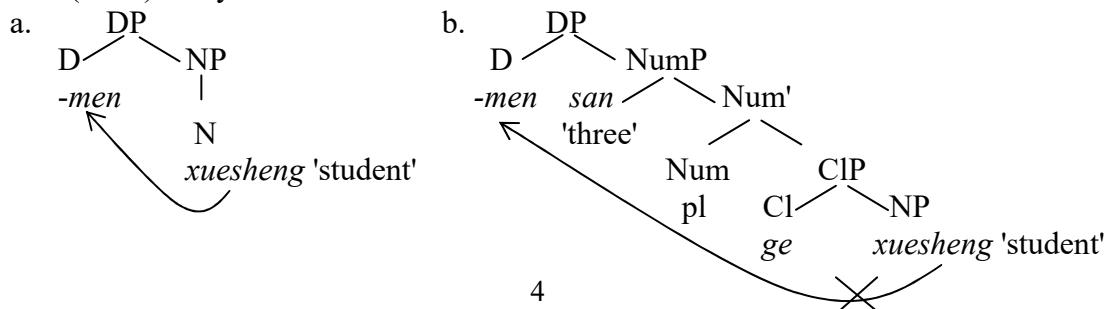 a. DP b. DP
D NP D NumP
-men -men san Num'
'three'
N
xuesheng 'student' Num ClP
pl Cl NP
ge xuesheng 'student'
4